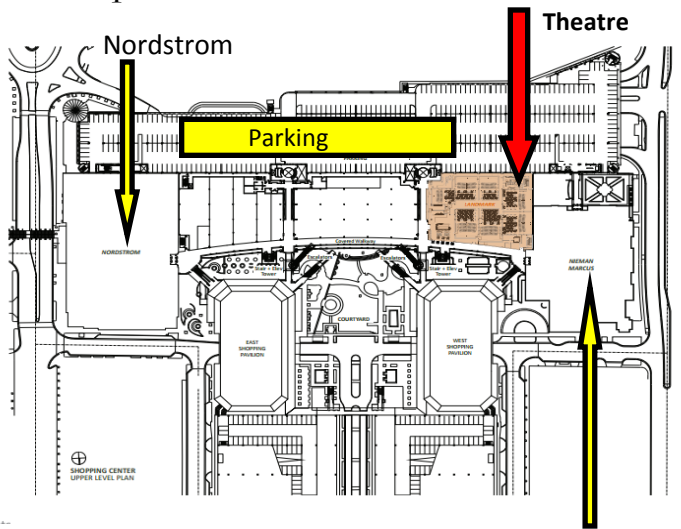 Theatre
Nordstrom
Parking
PARKING
NORDSTROM
Covered Walkway
Escalators
Escalators
Stair + Elev.
Tower
Stair + Elev.
Tower
NIEMAN
MARCUS
COURTYARD
EAST
SHOPPING
PAVILION
WEST
SHOPPING
PAVILION
SHOPPING CENTER
UPPER LEVEL PLAN